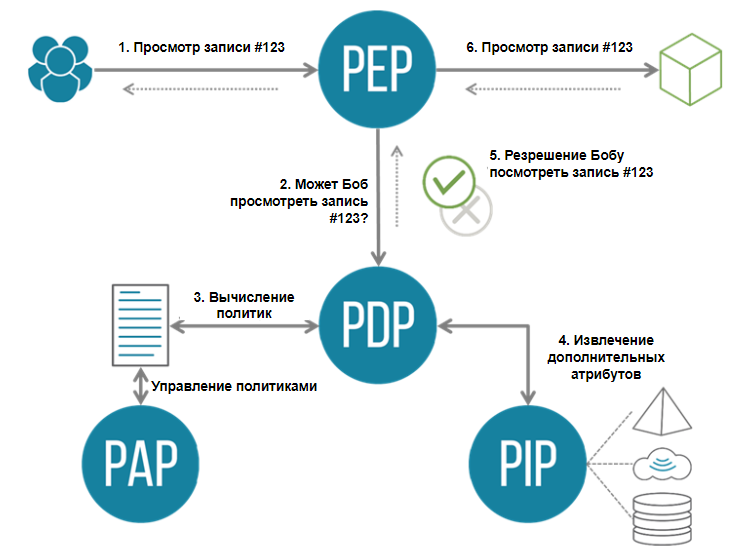 1. Просмотр записи #123
PEP
6. Просмотр записи #123
2. Может Боб
просмотреть запись
#123?
5. Резрешение Бобу
посмотреть запись #123
3. Вычисление
политик
PDP
4. Извлечение
дополнительных
атрибутов
Управление политиками
PAP
PIP